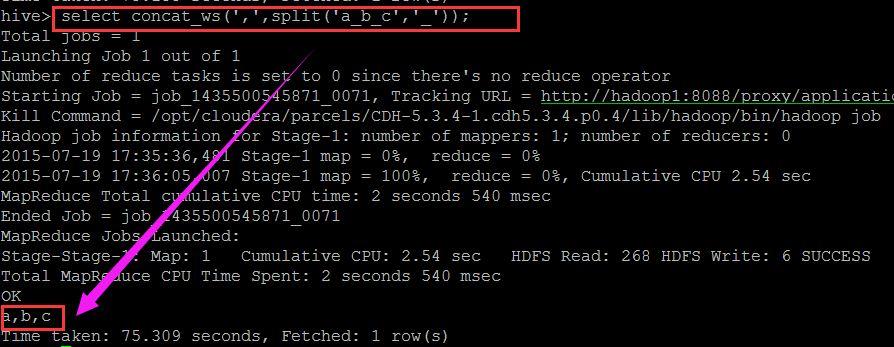 hive> select concat_ws(',',split('a_b_c','_'));
Total jobs = 1
Launching Job 1 out of 1
Number of reduce tasks is set to 0 since there's no reduce operator
Starting Job = job_1435500545871_0071, Tracking URL = http://hadoop1:8088/proxy/applicatio
Kill Command = /opt/cloudera/parcels/CDH-5.3.4-1.cdh5.3.4.p0.4/lib/hadoop/bin/hadoop job
Hadoop job information for Stage-1: number of mappers: 1; number of reducers: 0
2015-07-19 17:35:36,481 Stage-1 map = 0%,  reduce = 0%
2015-07-19 17:36:05,007 Stage-1 map = 100%,  reduce = 0%, Cumulative CPU 2.54 sec
MapReduce Total cumulative CPU time: 2 seconds 540 msec
Ended Job = job_1435500545871_0071
MapReduce Jobs Launched:
Stage-Stage-1: Map: 1   Cumulative CPU: 2.54 sec   HDFS Read: 268 HDFS Write: 6 SUCCESS
Total MapReduce CPU Time Spent: 2 seconds 540 msec
OK
a,b,c
Time taken: 75.309 seconds, Fetched: 1 row(s)